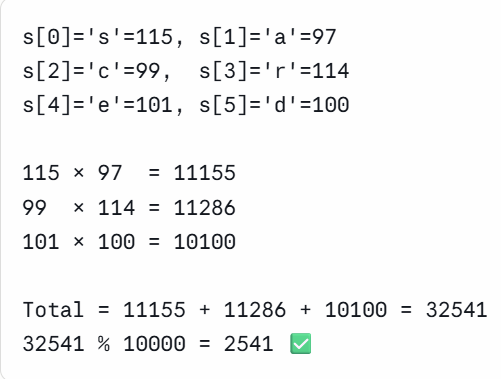 s[0]='s'=115, s[1]='a'=97
s[2]='c'=99,  s[3]='r'=114
s[4]='e'=101, s[5]='d'=100
115 × 97  = 11155
99  × 114 = 11286
101 × 100 = 10100
Total = 11155 + 11286 + 10100 = 32541
32541 % 10000 = 2541 ✅